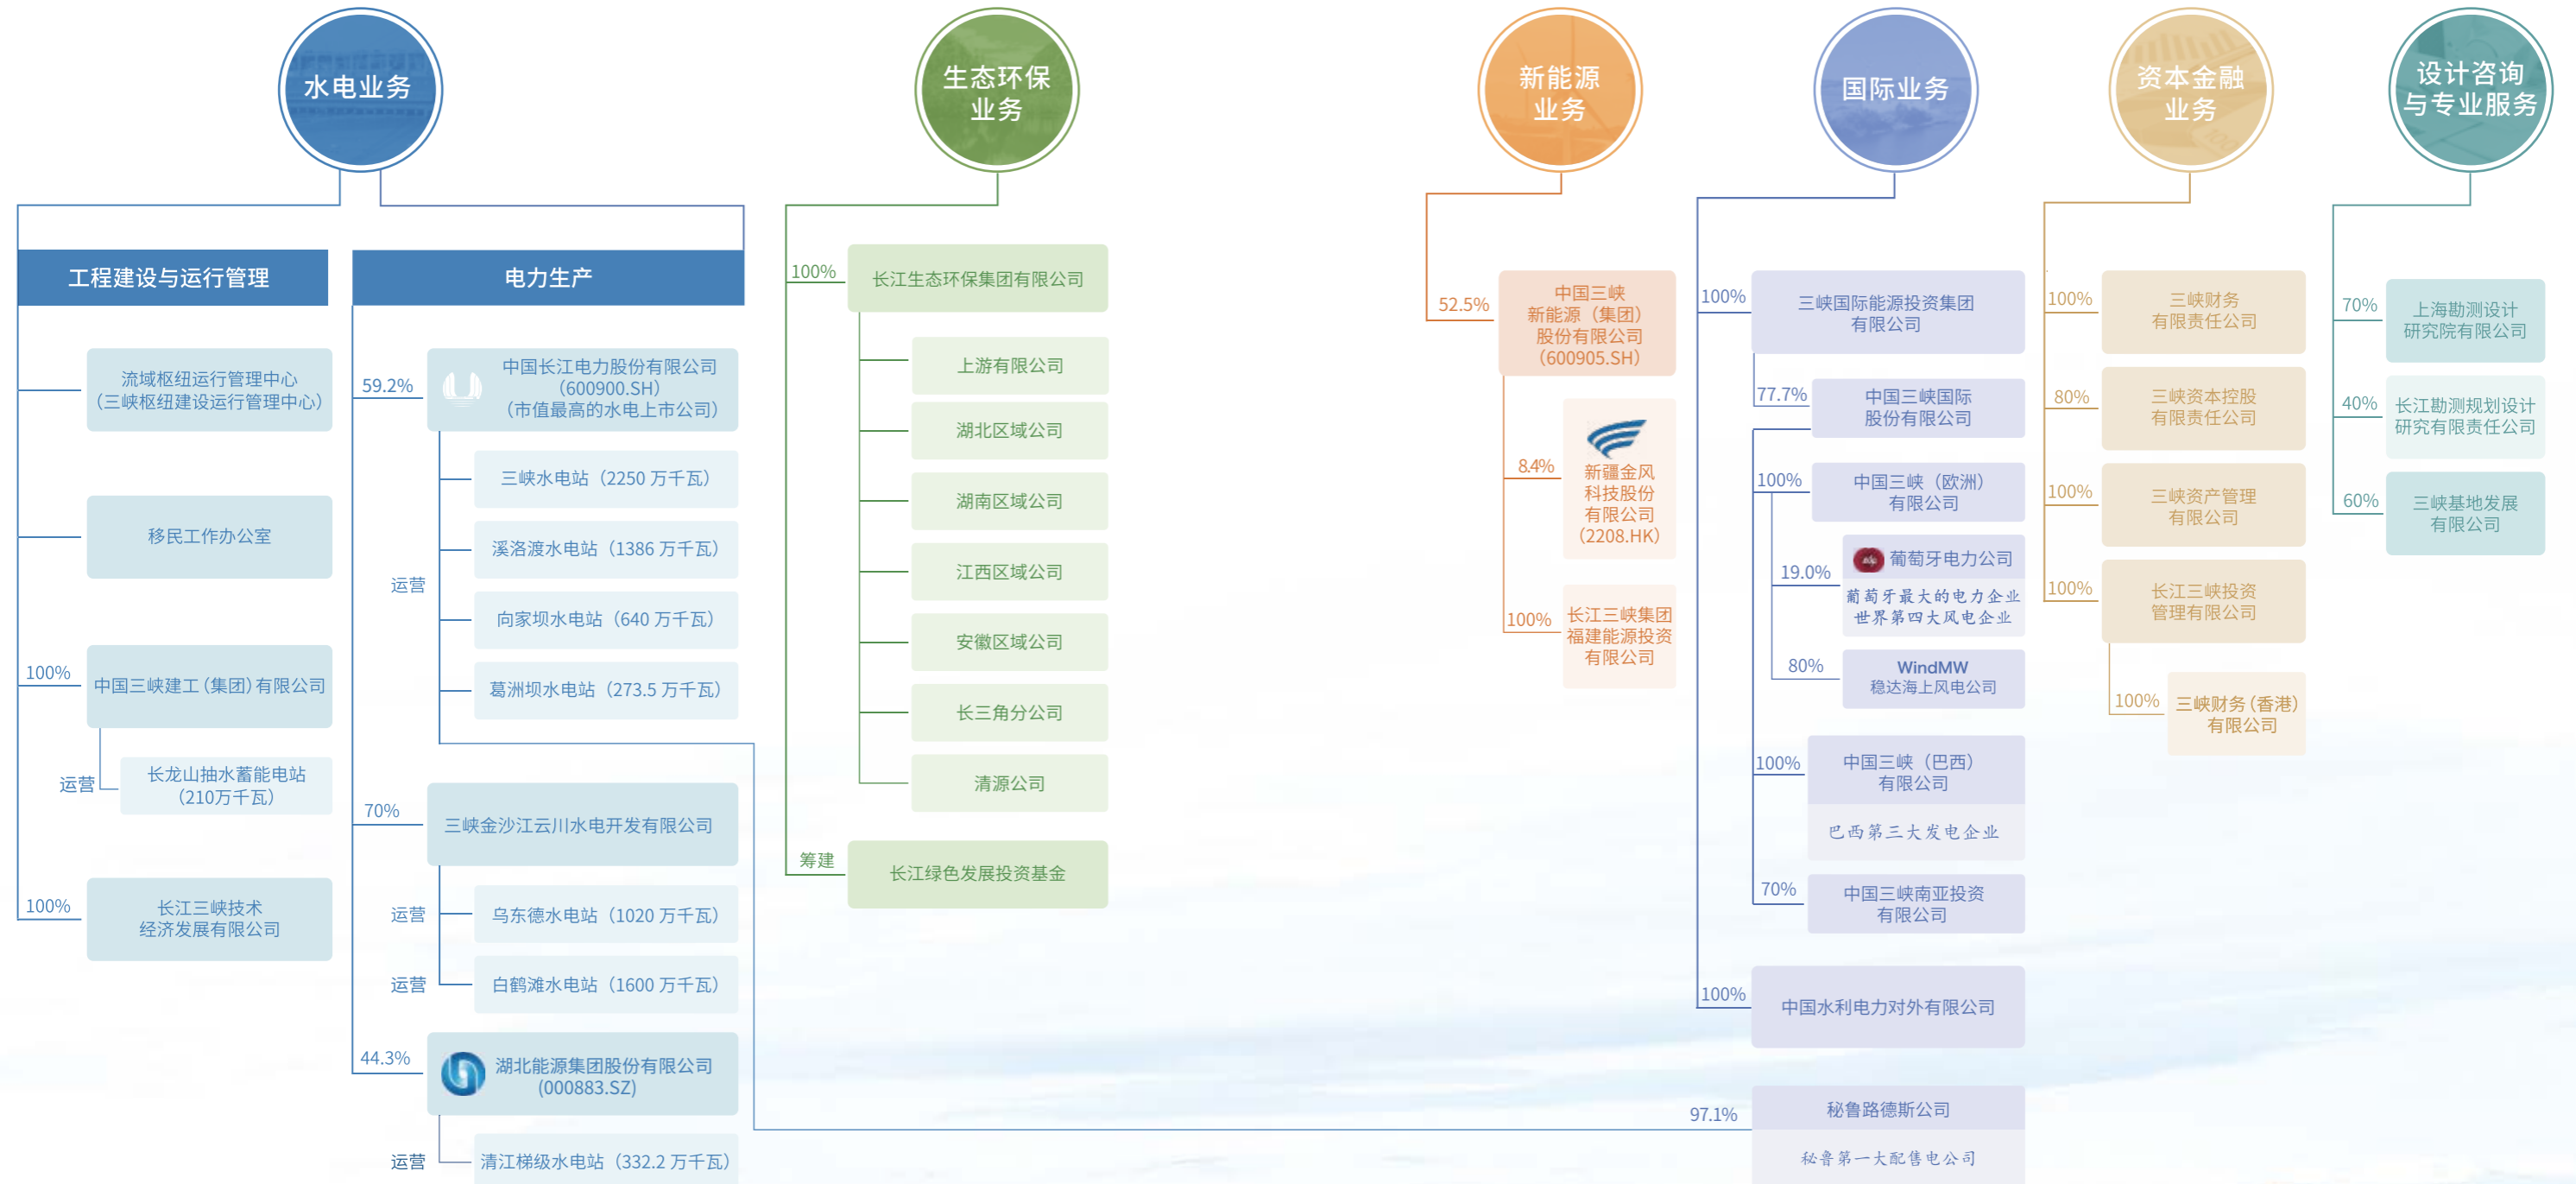 水电业务
工程建设与运行管理
流域枢纽运行管理中心
（三峡枢纽建设运行管理中心）
移民工作办公室
100%
中国三峡建工（集团）有限公司
运营
长龙山抽水蓄能电站
（210万千瓦）
100%
长江三峡技术
经济发展有限公司
电力生产
59.2%
中国长江电力股份有限公司
（600900.SH）
（市值最高的水电上市公司）
运营
三峡水电站（2250 万千瓦）
溪洛渡水电站（1386 万千瓦）
向家坝水电站（640 万千瓦）
葛洲坝水电站（273.5 万千瓦）
70%
三峡金沙江云川水电开发有限公司
运营
乌东德水电站（1020 万千瓦）
运营
白鹤滩水电站（1600 万千瓦）
44.3%
湖北能源集团股份有限公司
(000883.SZ)
运营
清江梯级水电站（332.2 万千瓦）
生态环保
业务
100%
长江生态环保集团有限公司
上游有限公司
湖北区域公司
湖南区域公司
江西区域公司
安徽区域公司
长三角分公司
清源公司
筹建
长江绿色发展投资基金
新能源
业务
52.5%
中国三峡
新能源（集团）
股份有限公司
（600905.SH）
8.4%
新疆金风
科技股份
有限公司
（2208.HK）
100%
长江三峡集团
福建能源投资
有限公司
国际业务
100%
三峡国际能源投资集团
有限公司
77.7%
中国三峡国际
股份有限公司
100%
中国三峡（欧洲）
有限公司
19.0%
葡萄牙电力公司
葡萄牙最大的电力企业
世界第四大风电企业
80%
WindMW
稳达海上风电公司
100%
中国三峡（巴西）
有限公司
巴西第三大发电企业
70%
中国三峡南亚投资
有限公司
100%
中国水利电力对外有限公司
97.1%
秘鲁路德斯公司
秘鲁第一大配售电公司
资本金融
业务
100%
三峡财务
有限责任公司
80%
三峡资本控股
有限责任公司
100%
三峡资产管理
有限公司
100%
长江三峡投资
管理有限公司
100%
三峡财务（香港）
有限公司
设计咨询
与专业服务
70%
上海勘测设计
研究院有限公司
40%
长江勘测规划设计
研究有限责任公司
60%
三峡基地发展
有限公司